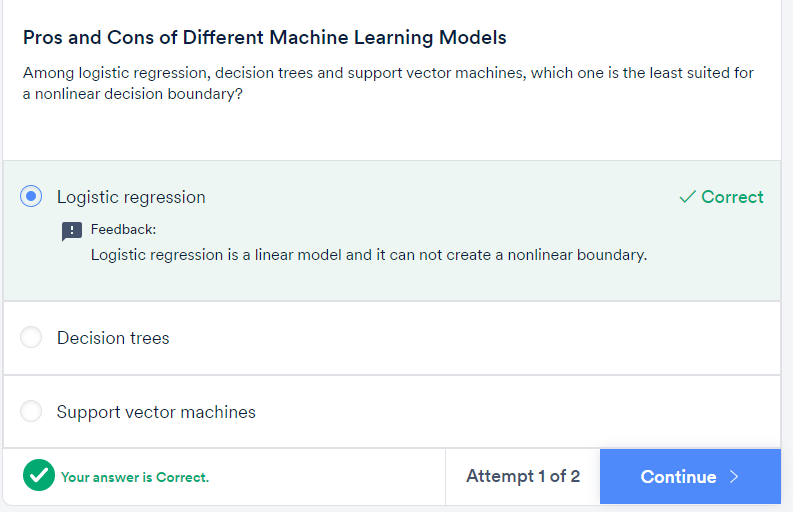 Pros and Cons of Different Machine Learning Models
Among logistic regression, decision trees and support vector machines, which one is the least suited for
a nonlinear decision boundary?
Logistic regression
Correct
Feedback:
Logistic regression is a linear model and it can not create a nonlinear boundary.
Decision trees
Support vector machines
Your answer is Correct.
Attempt 1 of 2
Continue